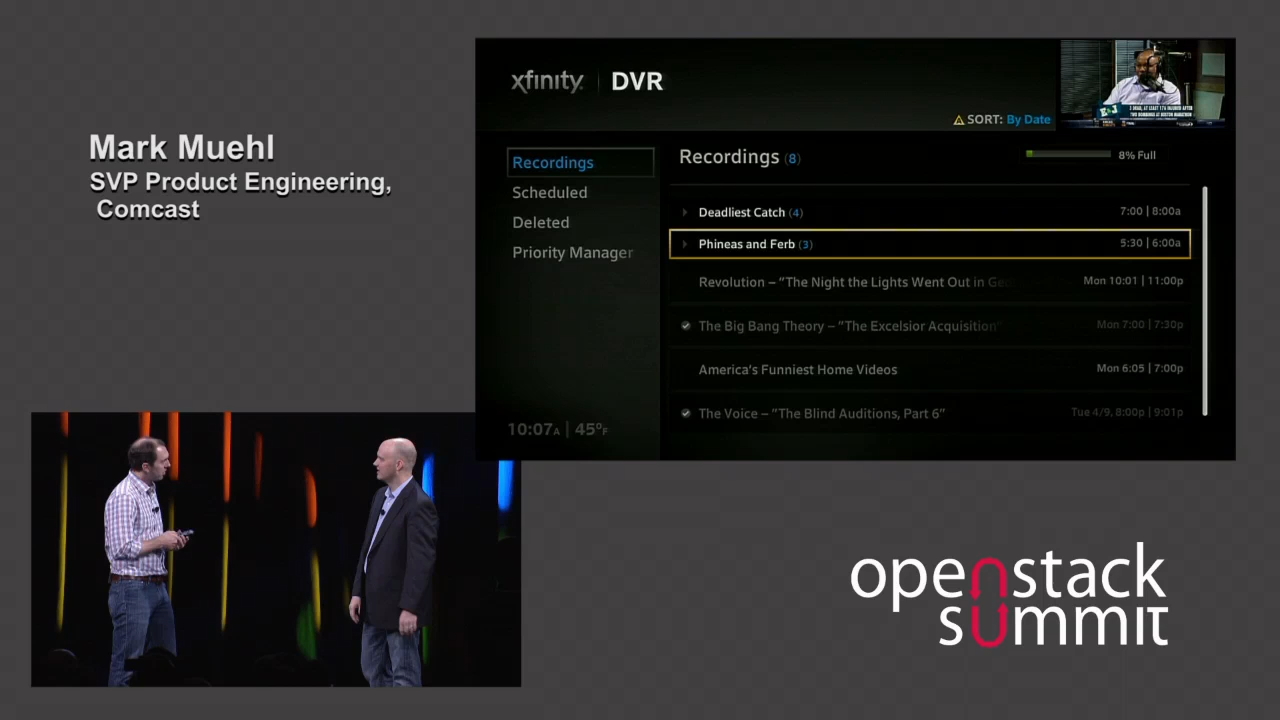 Mark Muehl
SVP Product Engineering,
Comcast
xfinity | DVR
SORT: By Date
Recordings
Scheduled
Deleted
Priority Manager
10:07A | 45°F
Recordings (8)
8% Full
Deadliest Catch (4) 7:00 | 8:00a
Phineas and Ferb (3) 5:30 | 6:00a
Revolution – "The Night the Lights Went Out in Mon 10:01 | 11:00p
The Big Bang Theory – "The Excelsior Acquisition" Mon 7:00 | 7:30p
America's Funniest Home Videos Mon 6:05 | 7:00p
The Voice – "The Blind Auditions, Part 6" Tue 4/9, 8:00p | 9:01p
openstack
summit